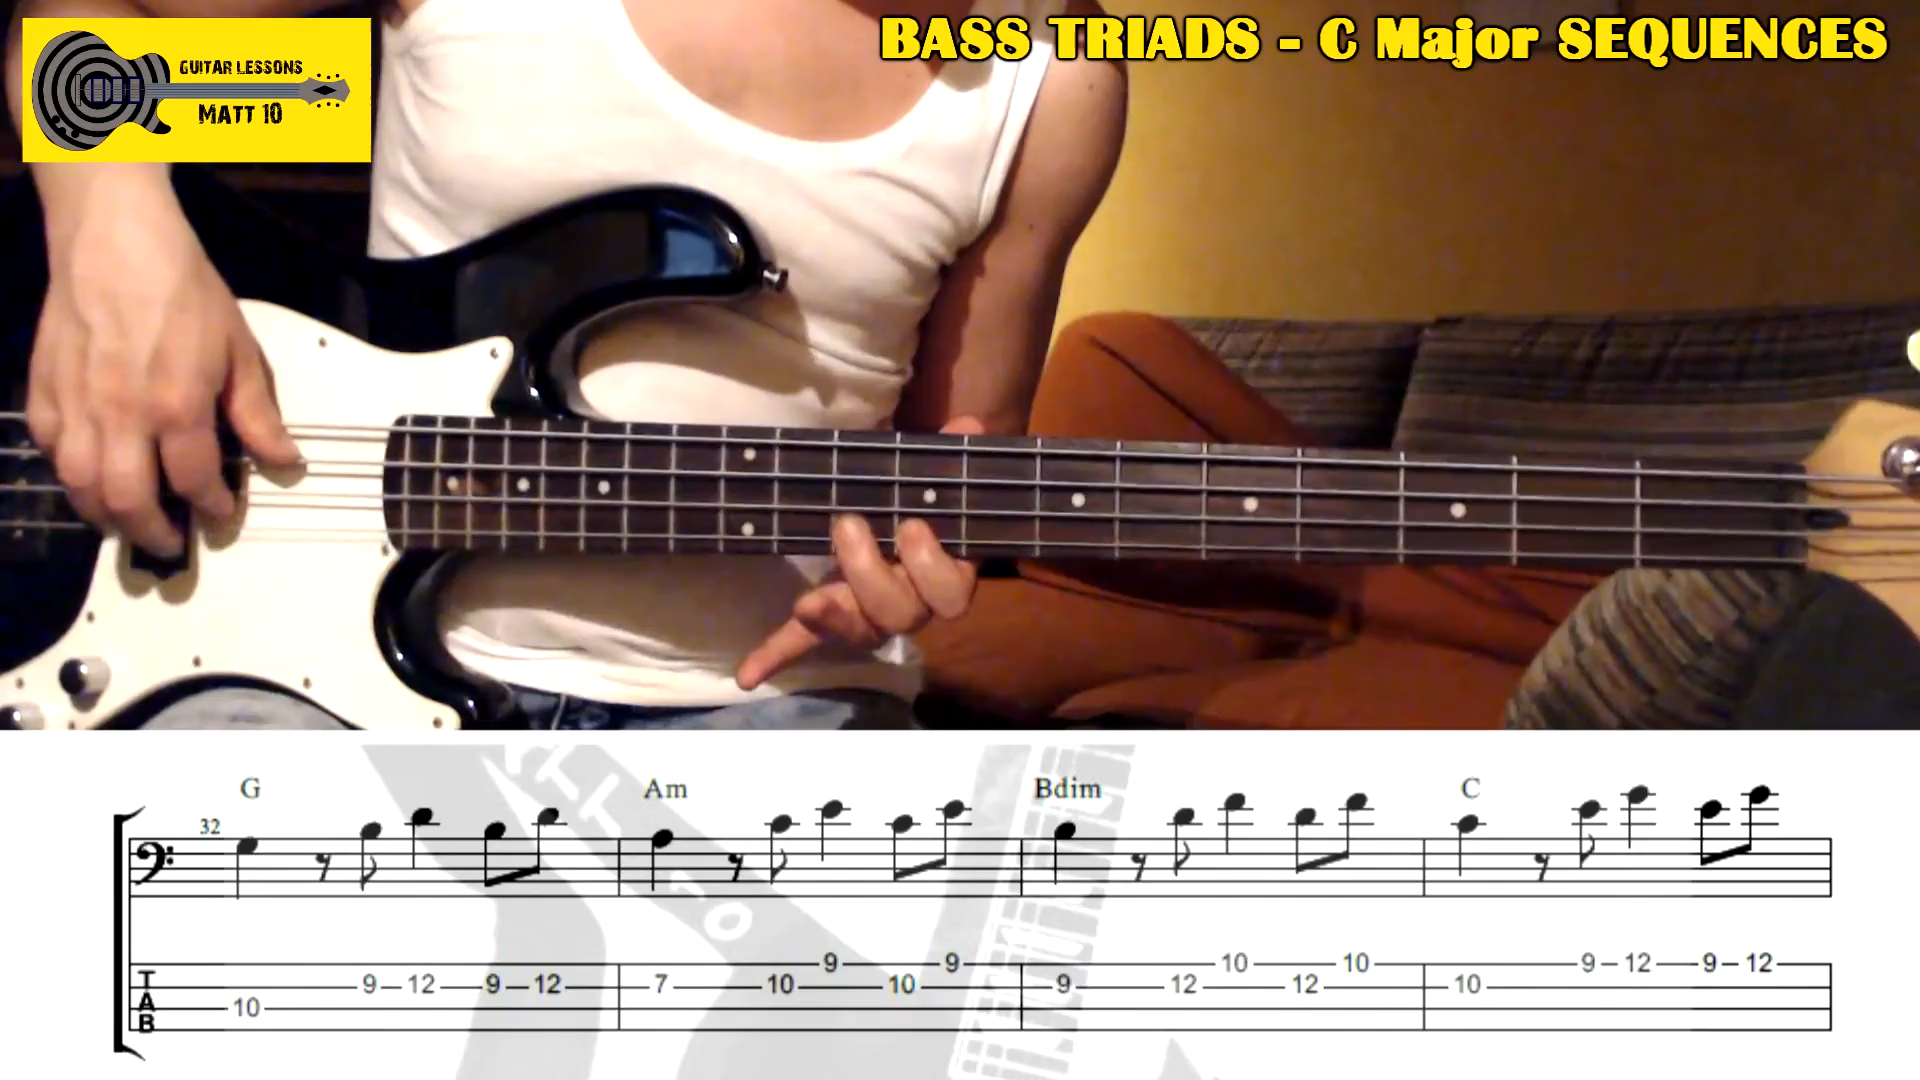 BASS TRIADS - C Major SEQUENCES
GUITAR LESSONS
MATT 10
G Am Bdim C
32
9 9 10 10 9 12 9 12
T 9 12 9 12 7 10 10 9 12 12 10
A 10
B